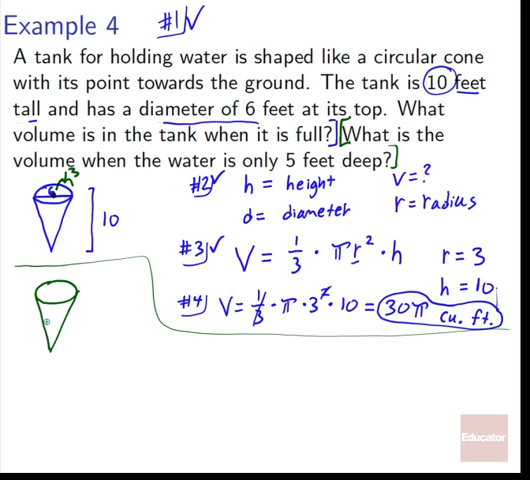 Example 4 #1)√
A tank for holding water is shaped like a circular cone
with its point towards the ground. The tank is 10 feet
tall and has a diameter of 6 feet at its top. What
volume is in the tank when it is full? [What is the
volume when the water is only 5 feet deep?]
3
6
10
#2)√ h = height V = ?
d = diameter r = radius
#3)√ V = 1/3 · πr² · h r = 3
h = 10
#4) V = 1/3 · π · 3² · 10 = 30π cu. ft.
Educator